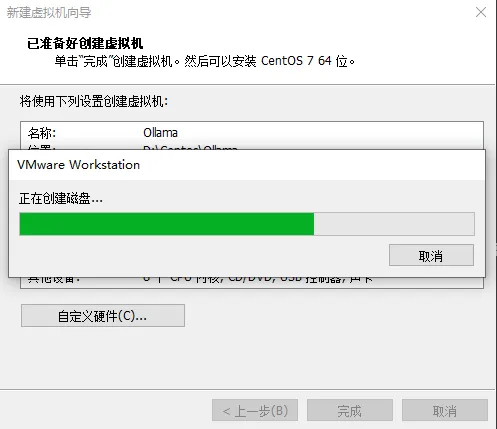 新建虚拟机向导
已准备好创建虚拟机
单击“完成”创建虚拟机。然后可以安装 CentOS 7 64 位。
将使用下列设置创建虚拟机:
名称: Ollama
位置: D:\Centos\Ollama
VMware Workstation
正在创建磁盘...
取消
其他设备: 8 个 CPU 内核, CD/DVD, USB 控制器, 声卡
自定义硬件(C)...
< 上一步(B) 完成 取消